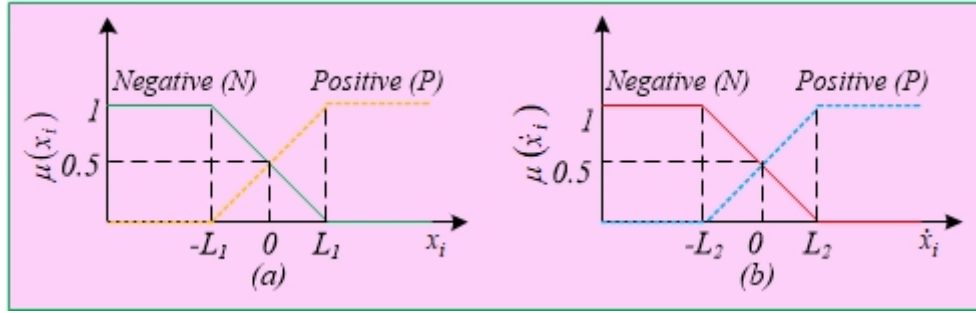 Negative (N) Positive (P)
1
0.5
μ(xᵢ)
-L₁ 0 L₁ xᵢ
(a)
Negative (N) Positive (P)
1
0.5
μ (ẋᵢ)
-L₂ 0 L₂ ẋᵢ
(b)